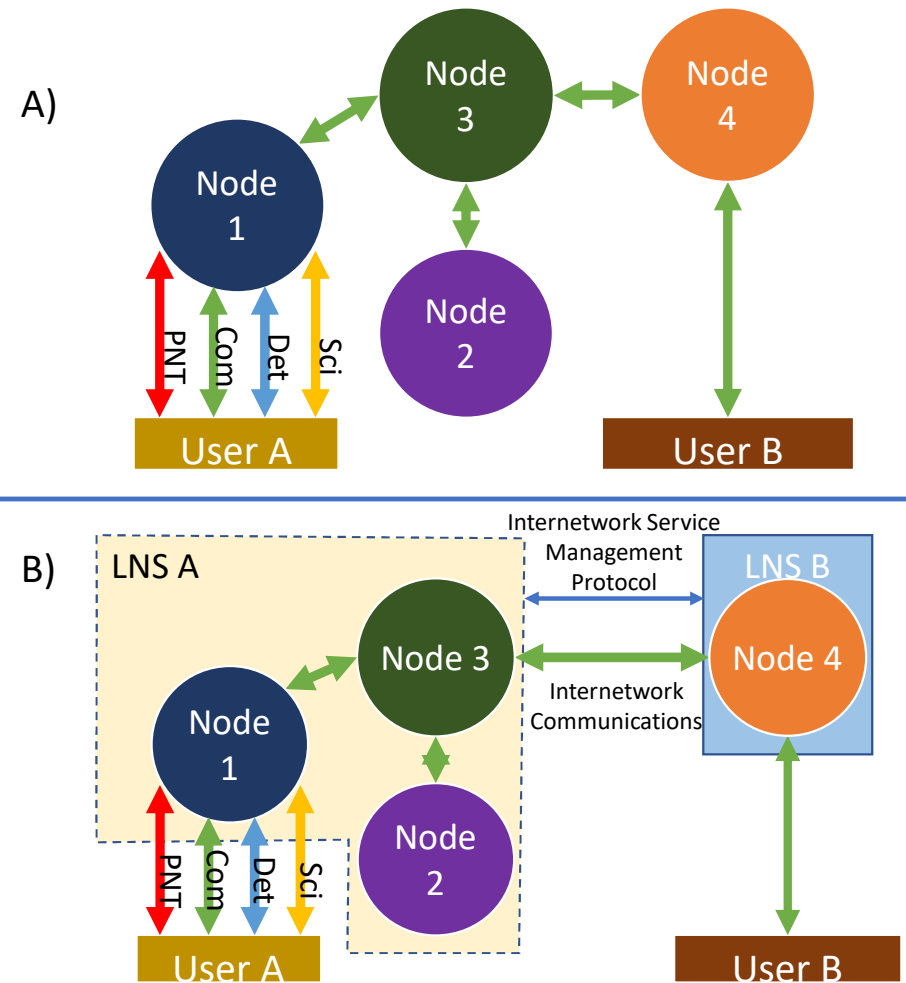 A)
Node
3
Node
4
Node
1
Node
2
PNT
Com
Det
Sci
User A
User B
B)
LNS A
Internetwork Service
Management
Protocol
LNS B
Node 3
Node 4
Internetwork
Communications
Node
1
Node
2
PNT
Com
Det
Sci
User A
User B